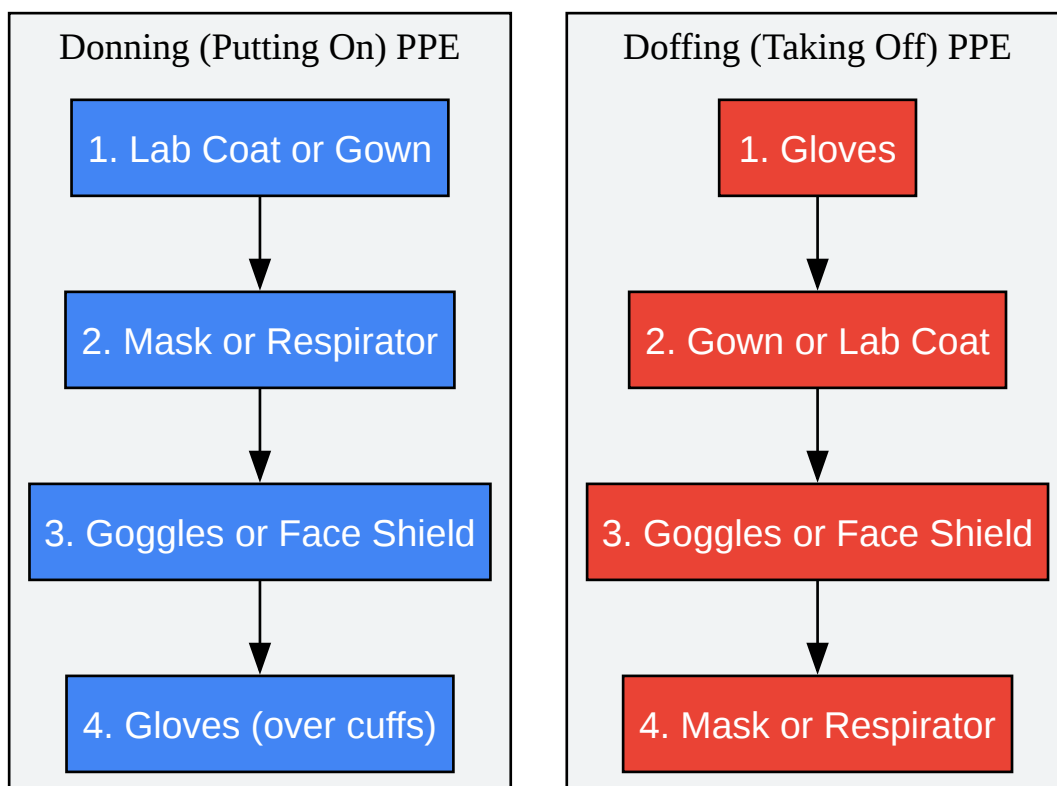 Donning (Putting On) PPE
1. Lab Coat or Gown
2. Mask or Respirator
3. Goggles or Face Shield
4. Gloves (over cuffs)
Doffing (Taking Off) PPE
1. Gloves
2. Gown or Lab Coat
3. Goggles or Face Shield
4. Mask or Respirator